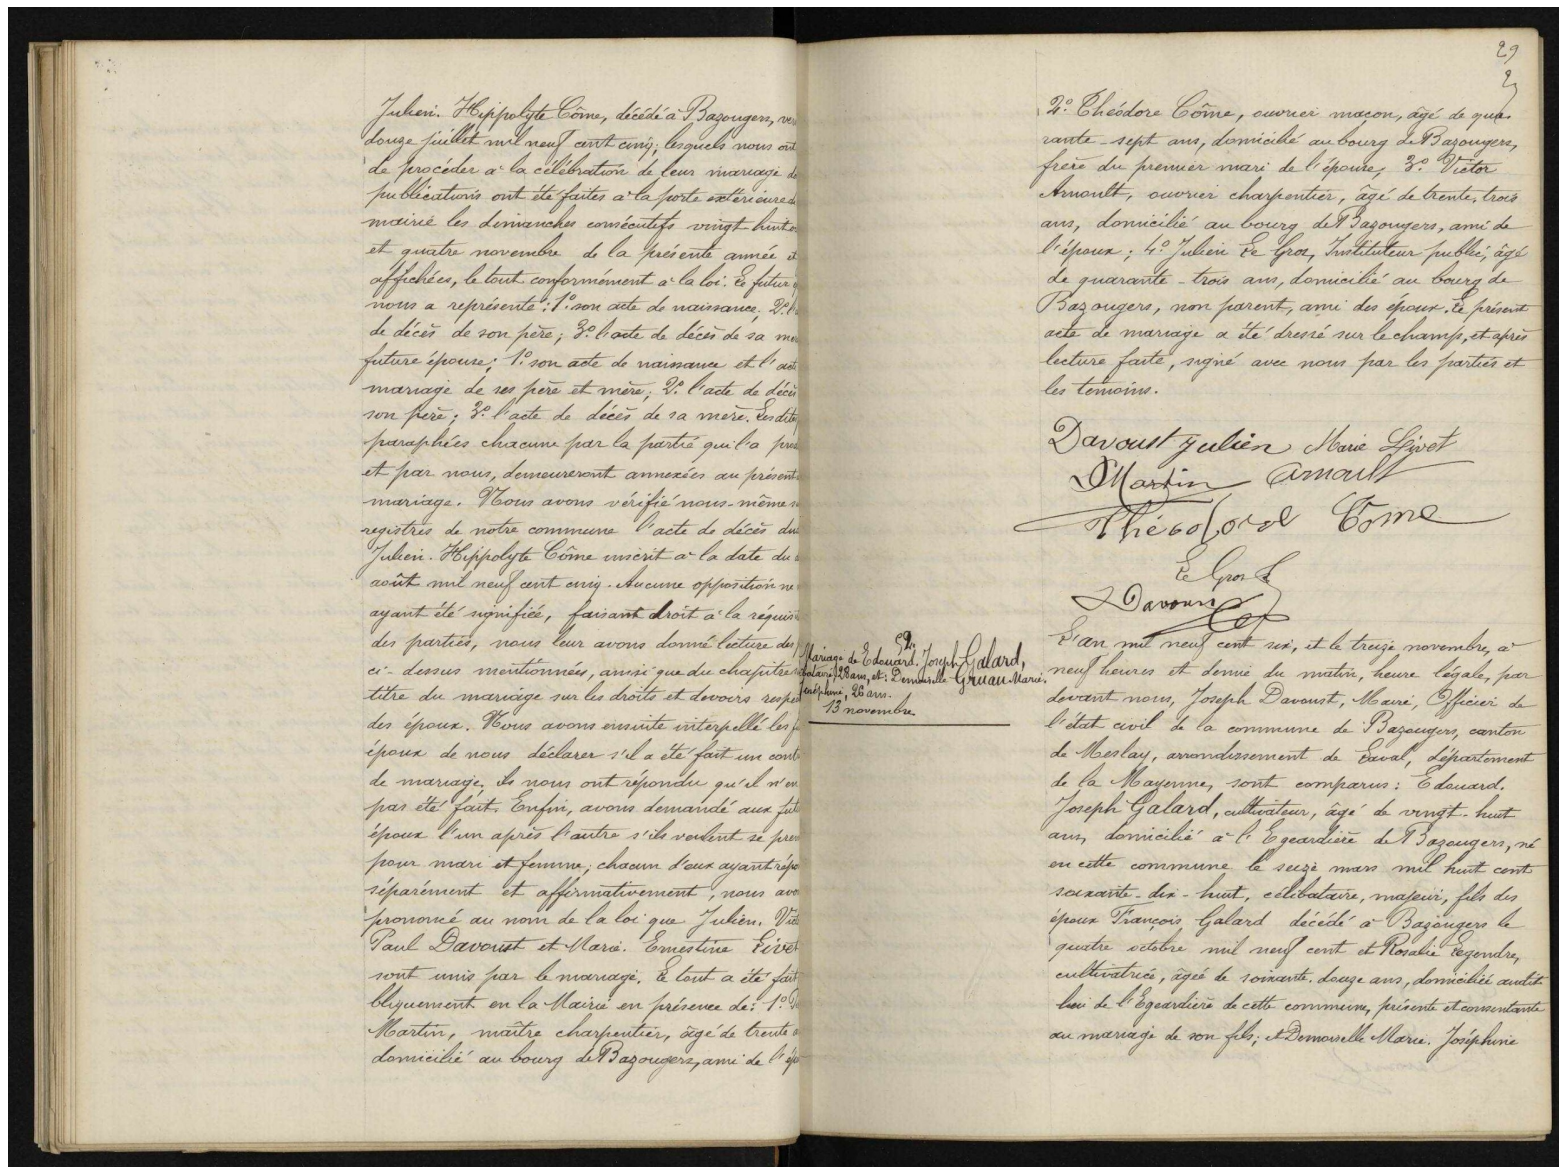 Julien. Hippolyte Côme, décédé à Bazougers,
douze juillet mil neuf cent cinq; lesquels nous ont
de procéder à la célébration de leur mariage
publications ont été faites à la porte extérieure
mairie les dimanches consécutifs vingt huit
et quatre novembre de la présente année et
affichées, le tout conformément à la loi. Le futur
nous a représenté: 1° son acte de naissance; 2°
de décès de son père; 3° l'acte de décès de sa
future épouse; 1° son acte de naissance et l'
mariage de ses père et mère; 2° l'acte de décès
son père; 3° l'acte de décès de sa mère. Les
paraphées chacune par la partie qui l'a
et par nous, demeureront annexées au présent
mariage. Nous avons vérifié nous-même
registres de notre commune l'acte de décès du
Julien. Hippolyte Côme inscrit à la date du
août mil neuf cent cinq. Aucune opposition ne
ayant été signifiée, faisant droit à la
des parties, nous leur avons donné lecture des
ci-dessus mentionnées, ainsi que du chapitre
titre du mariage sur les droits et devoirs
des époux. Nous avons ensuite interpellé les
époux de nous déclarer s'il a été fait un
de mariage, ils nous ont répondu qu'il n'en
pas été fait. Enfin, avons demandé aux
époux l'un après l'autre s'ils veulent se
pour mari et femme; chacun d'eux ayant
séparément et affirmativement, nous
prononcé au nom de la loi que Julien.
Paul Davoust et Marie. Ernestine Livet
sont unis par le mariage. Le tout a été fait
bliquement en la Mairie en présence de: 1°
Martin, maître charpentier, âgé de trente
domicilié au bourg de Bazougers, ami de
29
2° Théodore Côme, ouvrier maçon, âgé de qua
rante-sept ans, domicilié au bourg de Bazougers,
frère du premier mari de l'épouse, 3° Victor
Arnoult, ouvrier charpentier, âgé de trente, trois
ans, domicilié au bourg de Bazougers, ami de
l'époux; 4° Julien Le Gros, Instituteur public, âgé
de quarante-trois ans, domicilié au bourg de
Bazougers, non parent, ami des époux. Le présent
acte de mariage a été dressé sur le champ, et après
lecture faite, signé avec nous par les parties et
les témoins.
Davoust Julien Marie Livet
Martin Arnoult
Théodore Côme
Le Gros
Davoust
52
Mariage de Edouard. Joseph Galard,
28 ans, et: Demoiselle Gruau Marie.
Joséphine, 26 ans.
13 novembre
L'an mil neuf cent six, et le treize novembre, à
neuf heures et demie du matin, heure légale, par
devant nous, Joseph Davoust, Maire, Officier de
l'état civil de la commune de Bazougers, canton
de Meslay, arrondissement de Laval, département
de la Mayenne, sont comparus: Edouard.
Joseph Galard, cultivateur, âgé de vingt-huit
ans, domicilié à l'Egeardière de Bazougers, né
en cette commune le seize mars mil huit cent
soixante-dix-huit, célibataire, majeur, fils des
époux François Galard décédé à Bazougers le
quatre octobre mil neuf cent et Rosalie Legendre,
cultivatrice, âgée de soixante. douze ans, domiciliée audit
lieu de l'Egeardière de cette commune, présente et consentante
au mariage de son fils; et Demoiselle Marie. Joséphine